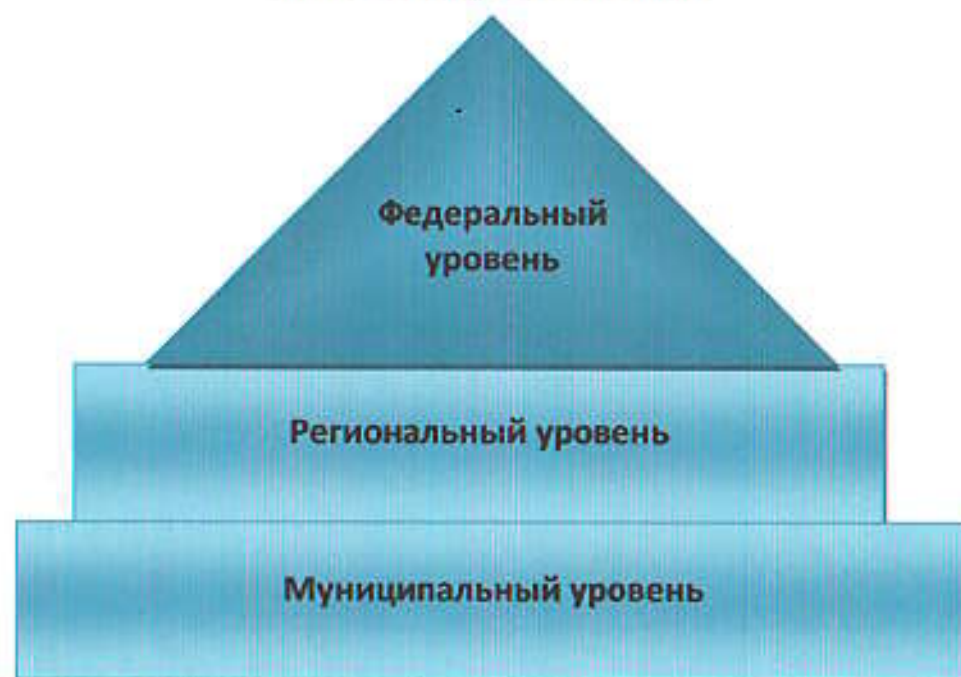 Федеральный
уровень
Региональный уровень
Муниципальный уровень